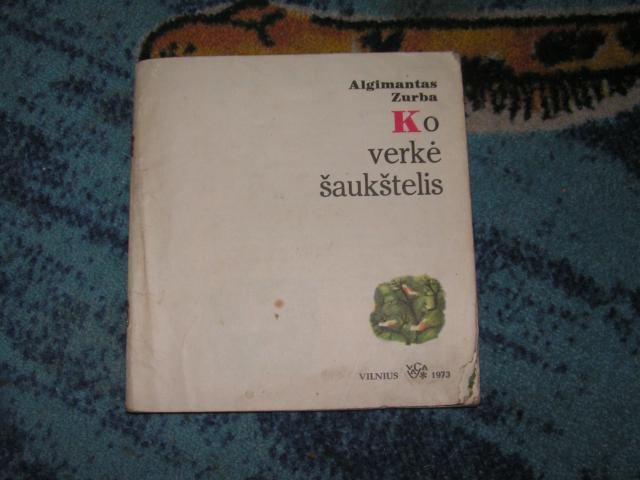 Algimantas
Zurba
Ko
verkė
šaukštelis
VILNIUS 1973